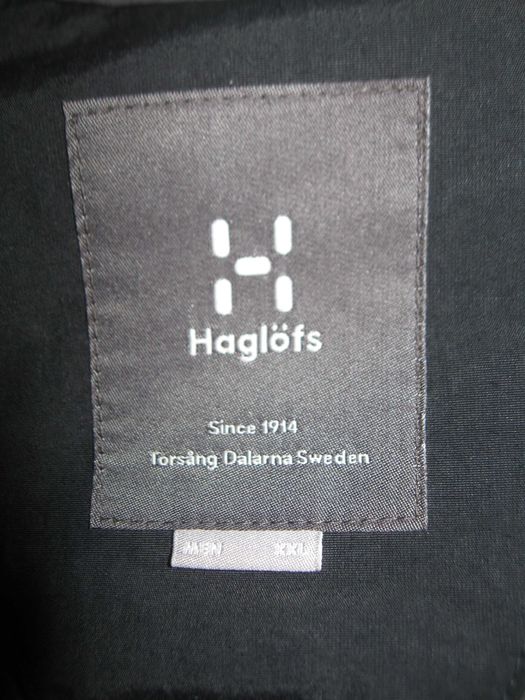 Haglöfs
Since 1914
Torsång Dalarna Sweden
MEN XXL